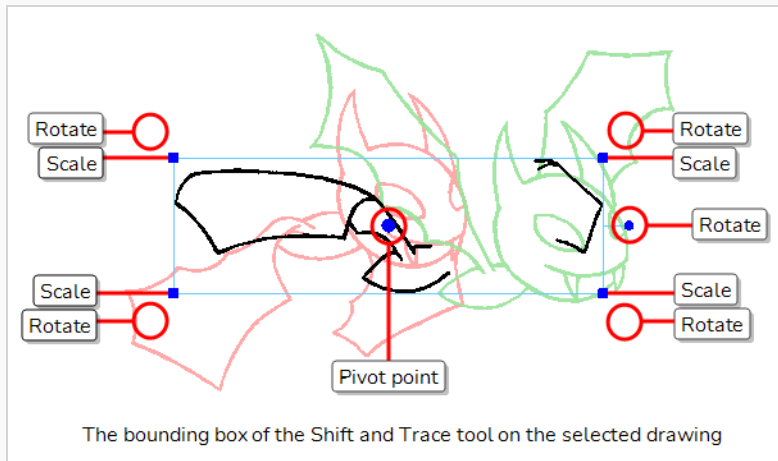 Rotate
Rotate
Scale
Scale
Rotate
Scale
Scale
Rotate
Rotate
Pivot point
The bounding box of the Shift and Trace tool on the selected drawing